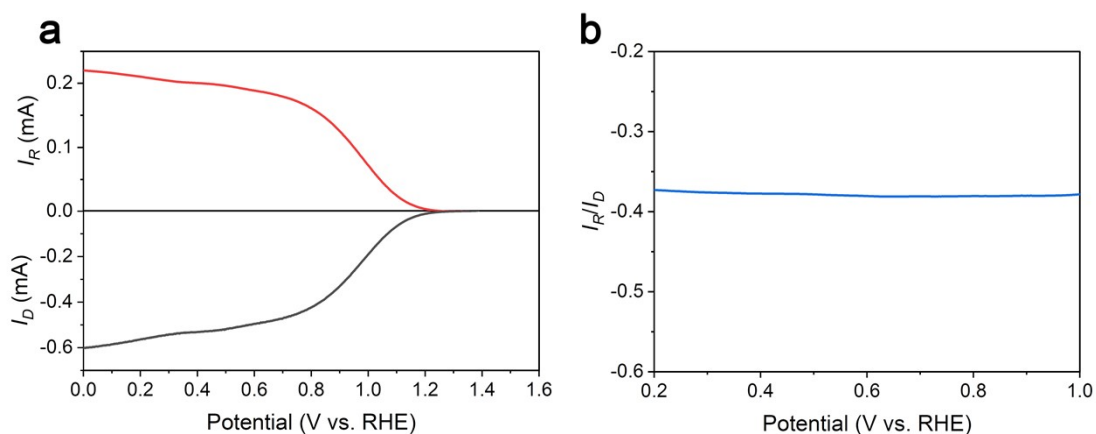 a
I_R (mA)
0.2
0.1
0.0
I_D (mA)
-0.2
-0.4
-0.6
0.0 0.2 0.4 0.6 0.8 1.0 1.2 1.4 1.6
Potential (V vs. RHE)
b
I_R/I_D
-0.2
-0.3
-0.4
-0.5
-0.6
0.2 0.4 0.6 0.8 1.0
Potential (V vs. RHE)